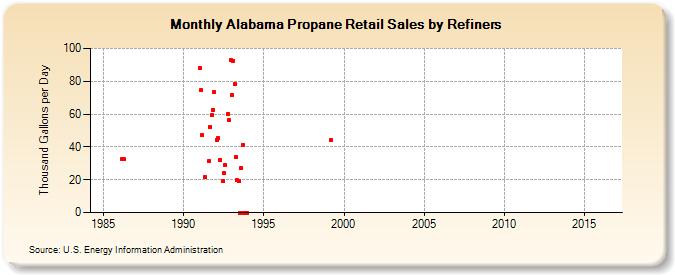 Monthly Alabama Propane Retail Sales by Refiners
Thousand Gallons per Day
100
80
60
40
20
0
1985 1990 1995 2000 2005 2010 2015
Source: U.S. Energy Information Administration